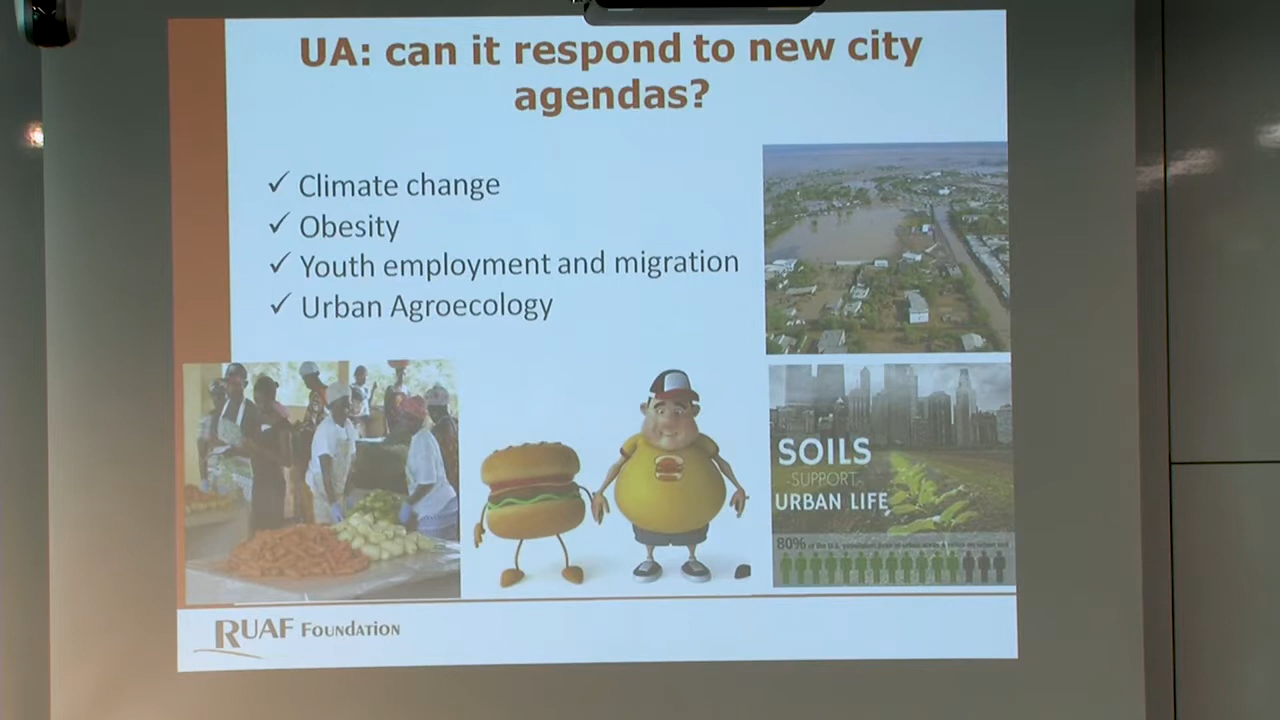 UA: can it respond to new city
agendas?
✓ Climate change
✓ Obesity
✓ Youth employment and migration
✓ Urban Agroecology
SOILS
-SUPPORT-
URBAN LIFE
80%
RUAF FOUNDATION